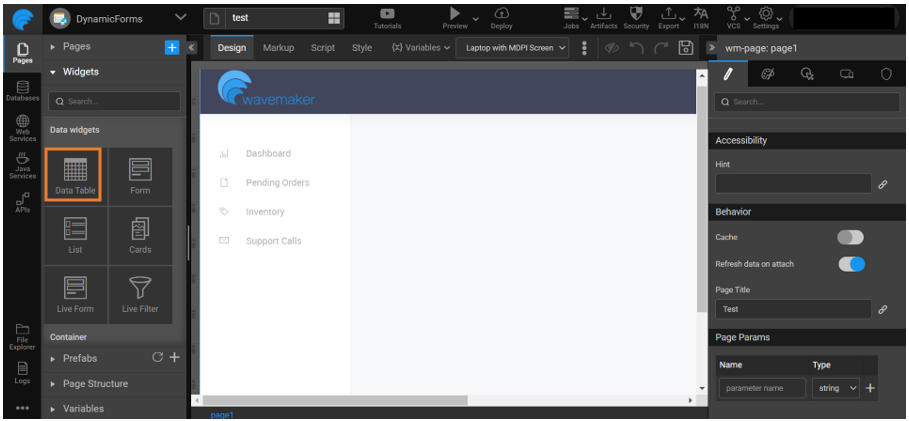 DynamicForms
test
Tutorials
Preview
Deploy
Jobs
Artifacts
Security
Export
I18N
VCS
Settings
Pages
Databases
Web
Services
Java
Services
APIs
File
Explorer
Logs
Pages
Widgets
Search...
Data widgets
Data Table
Form
List
Cards
Live Form
Live Filter
Container
Prefabs
Page Structure
Variables
Design
Markup
Script
Style
{x} Variables
Laptop with MDPI Screen
wavemaker
Dashboard
Pending Orders
Inventory
Support Calls
page1
wm-page: page1
Search...
Accessibility
Hint
Behavior
Cache
Refresh data on attach
Page Title
Test
Page Params
Name Type
parameter name string